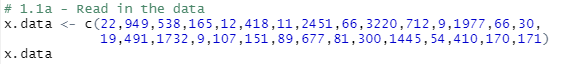 # 1.1a - Read in the data
x.data <- c(22,949,538,165,12,418,11,2451,66,3220,712,9,1977,66,30,
19,491,1732,9,107,151,89,677,81,300,1445,54,410,170,171)
x.data